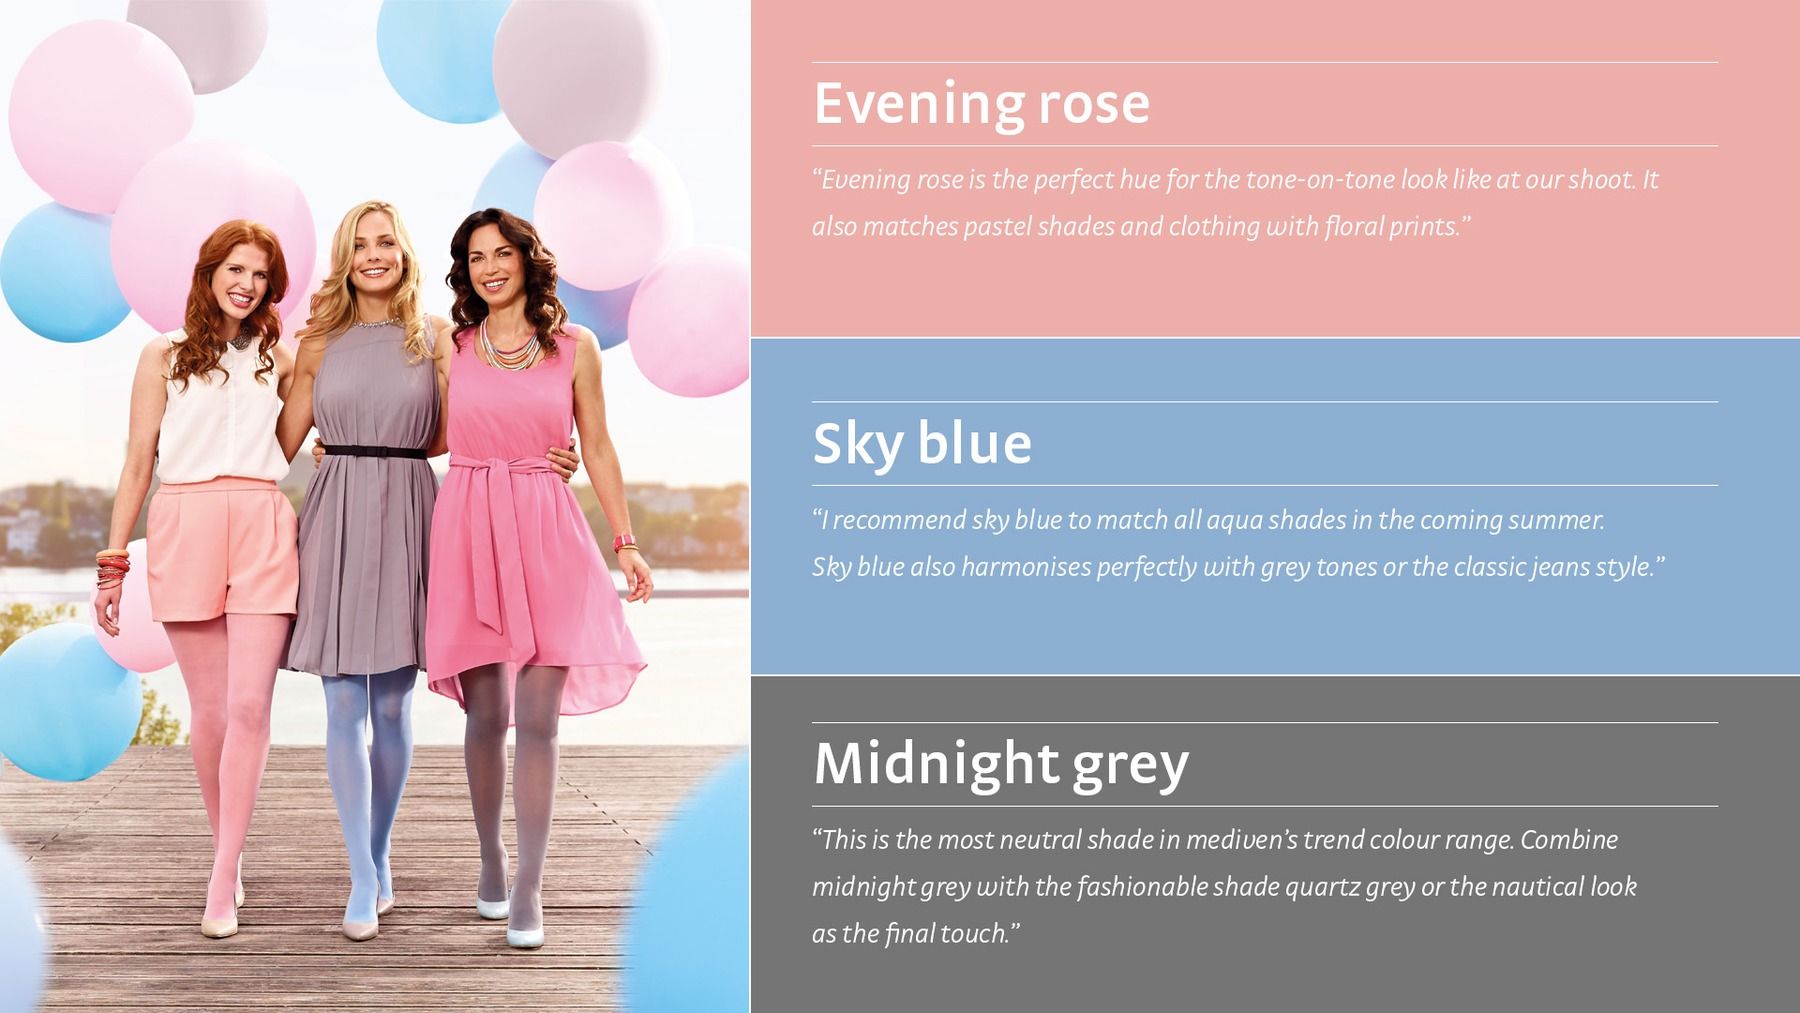 Evening rose
“Evening rose is the perfect hue for the tone-on-tone look like at our shoot. It
also matches pastel shades and clothing with floral prints.”
Sky blue
“I recommend sky blue to match all aqua shades in the coming summer.
Sky blue also harmonises perfectly with grey tones or the classic jeans style.”
Midnight grey
“This is the most neutral shade in mediven’s trend colour range. Combine
midnight grey with the fashionable shade quartz grey or the nautical look
as the final touch.”